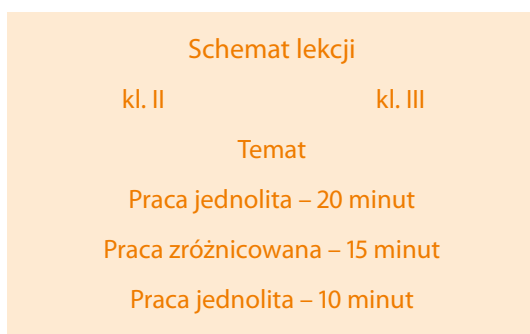 Schemat lekcji
kl. II kl. III
Temat
Praca jednolita – 20 minut
Praca zróżnicowana – 15 minut
Praca jednolita – 10 minut